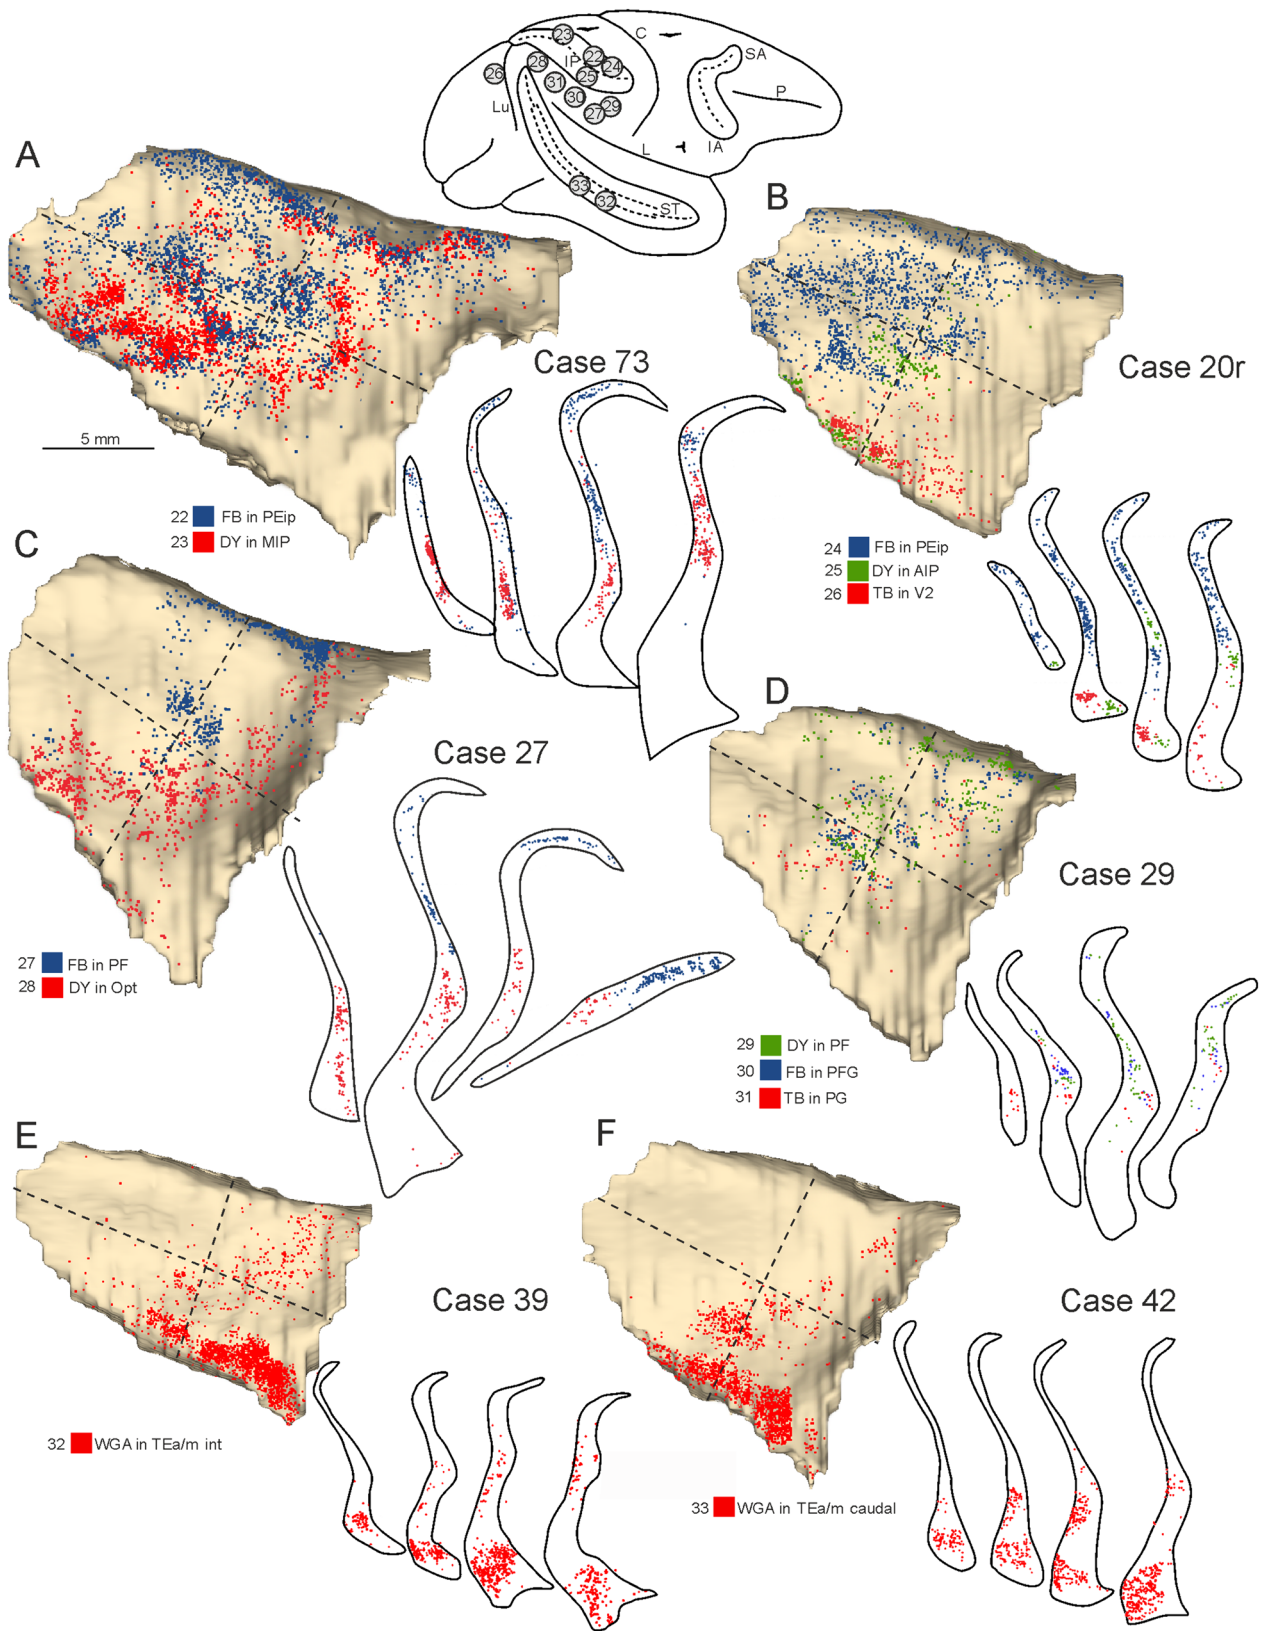 23
C
22
IP
24
SA
28
26
25
31
P
30
29
Lu
27
A
L
IA
33
32
ST
B
Case 73
Case 20r
5 mm
22 FB in PEip
23 DY in MIP
24 FB in PEip
25 DY in AIP
26 TB in V2
C
D
Case 27
Case 29
27 FB in PF
28 DY in Opt
29 DY in PF
30 FB in PFG
31 TB in PG
E
F
Case 39
Case 42
32 WGA in TEa/m int
33 WGA in TEa/m caudal